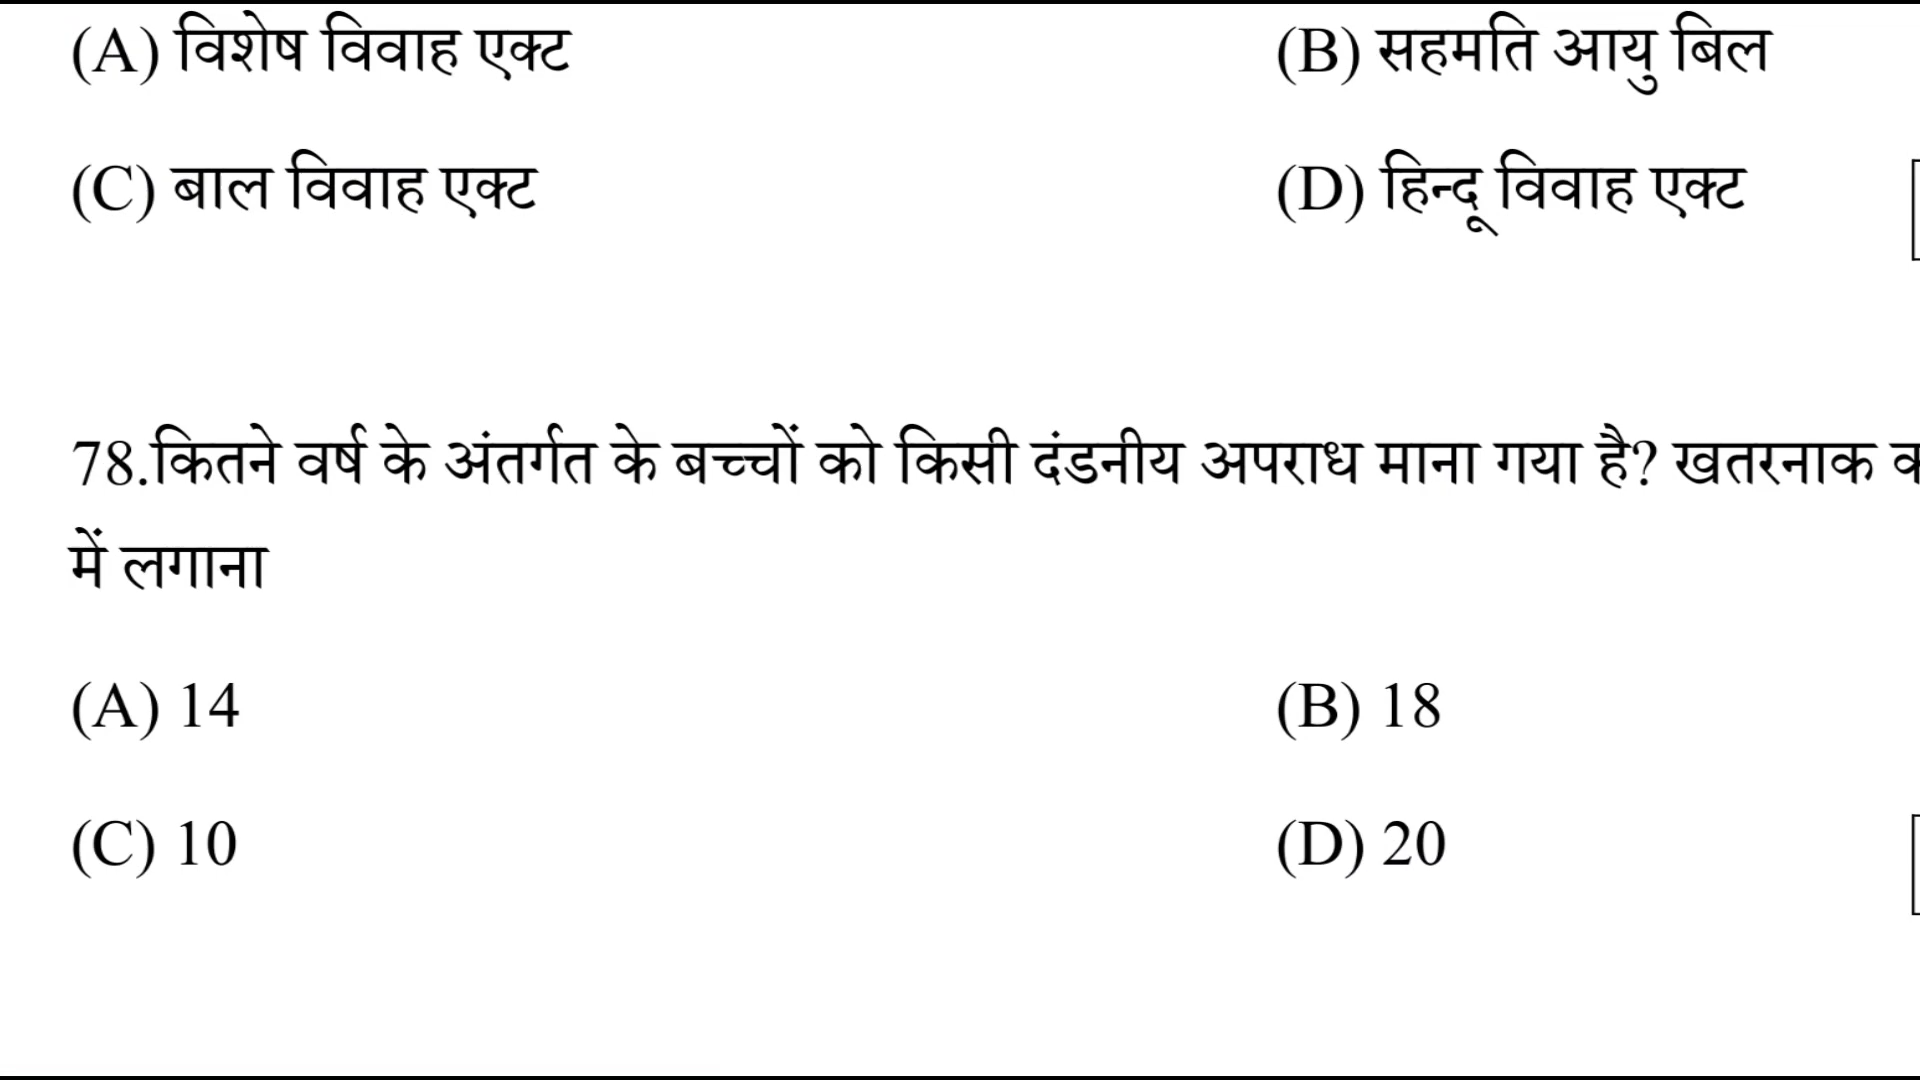 (A) विशेष विवाह एक्ट (B) सहमति आयु बिल
(C) बाल विवाह एक्ट (D) हिन्दू विवाह एक्ट
78.कितने वर्ष के अंतर्गत के बच्चों को किसी दंडनीय अपराध माना गया है? खतरनाक
में लगाना
(A) 14 (B) 18
(C) 10 (D) 20